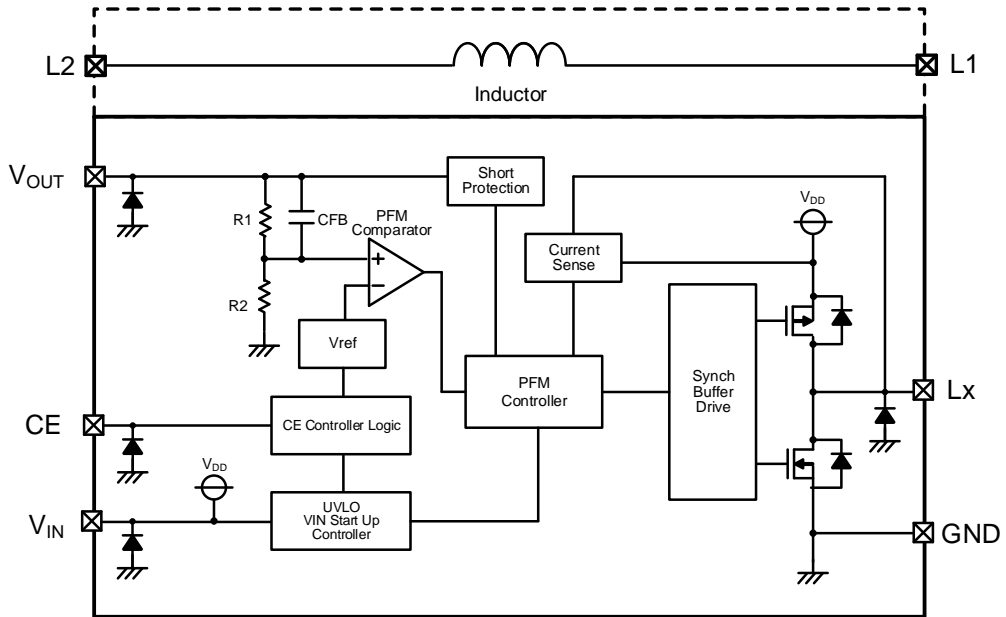 L2
L1
Inductor
VOUT
Short
Protection
VDD
R1
CFB
PFM
Comparator
Current
Sense
+
−
R2
Vref
PFM
Controller
Synch
Buffer
Drive
Lx
CE
CE Controller Logic
VDD
VIN
UVLO
VIN Start Up
Controller
GND